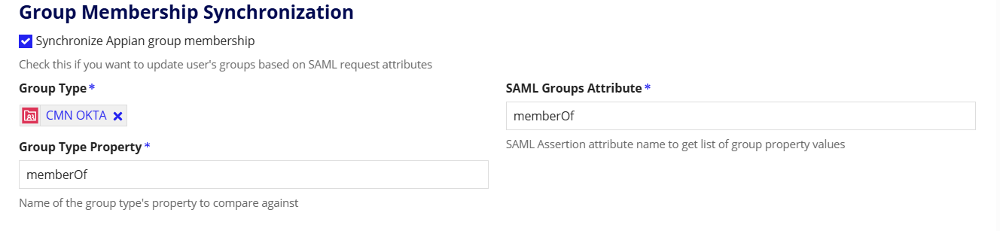 Group Membership Synchronization
Synchronize Appian group membership
Check this if you want to update user's groups based on SAML request attributes
Group Type *
CMN OKTA
SAML Groups Attribute *
memberOf
SAML Assertion attribute name to get list of group property values
Group Type Property *
memberOf
Name of the group type's property to compare against